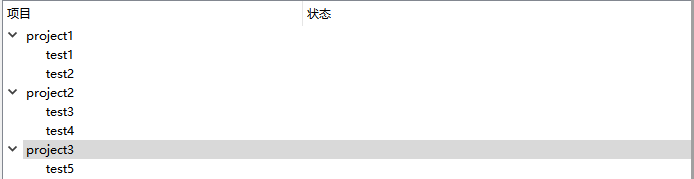 项目 状态
project1
test1
test2
project2
test3
test4
project3
test5